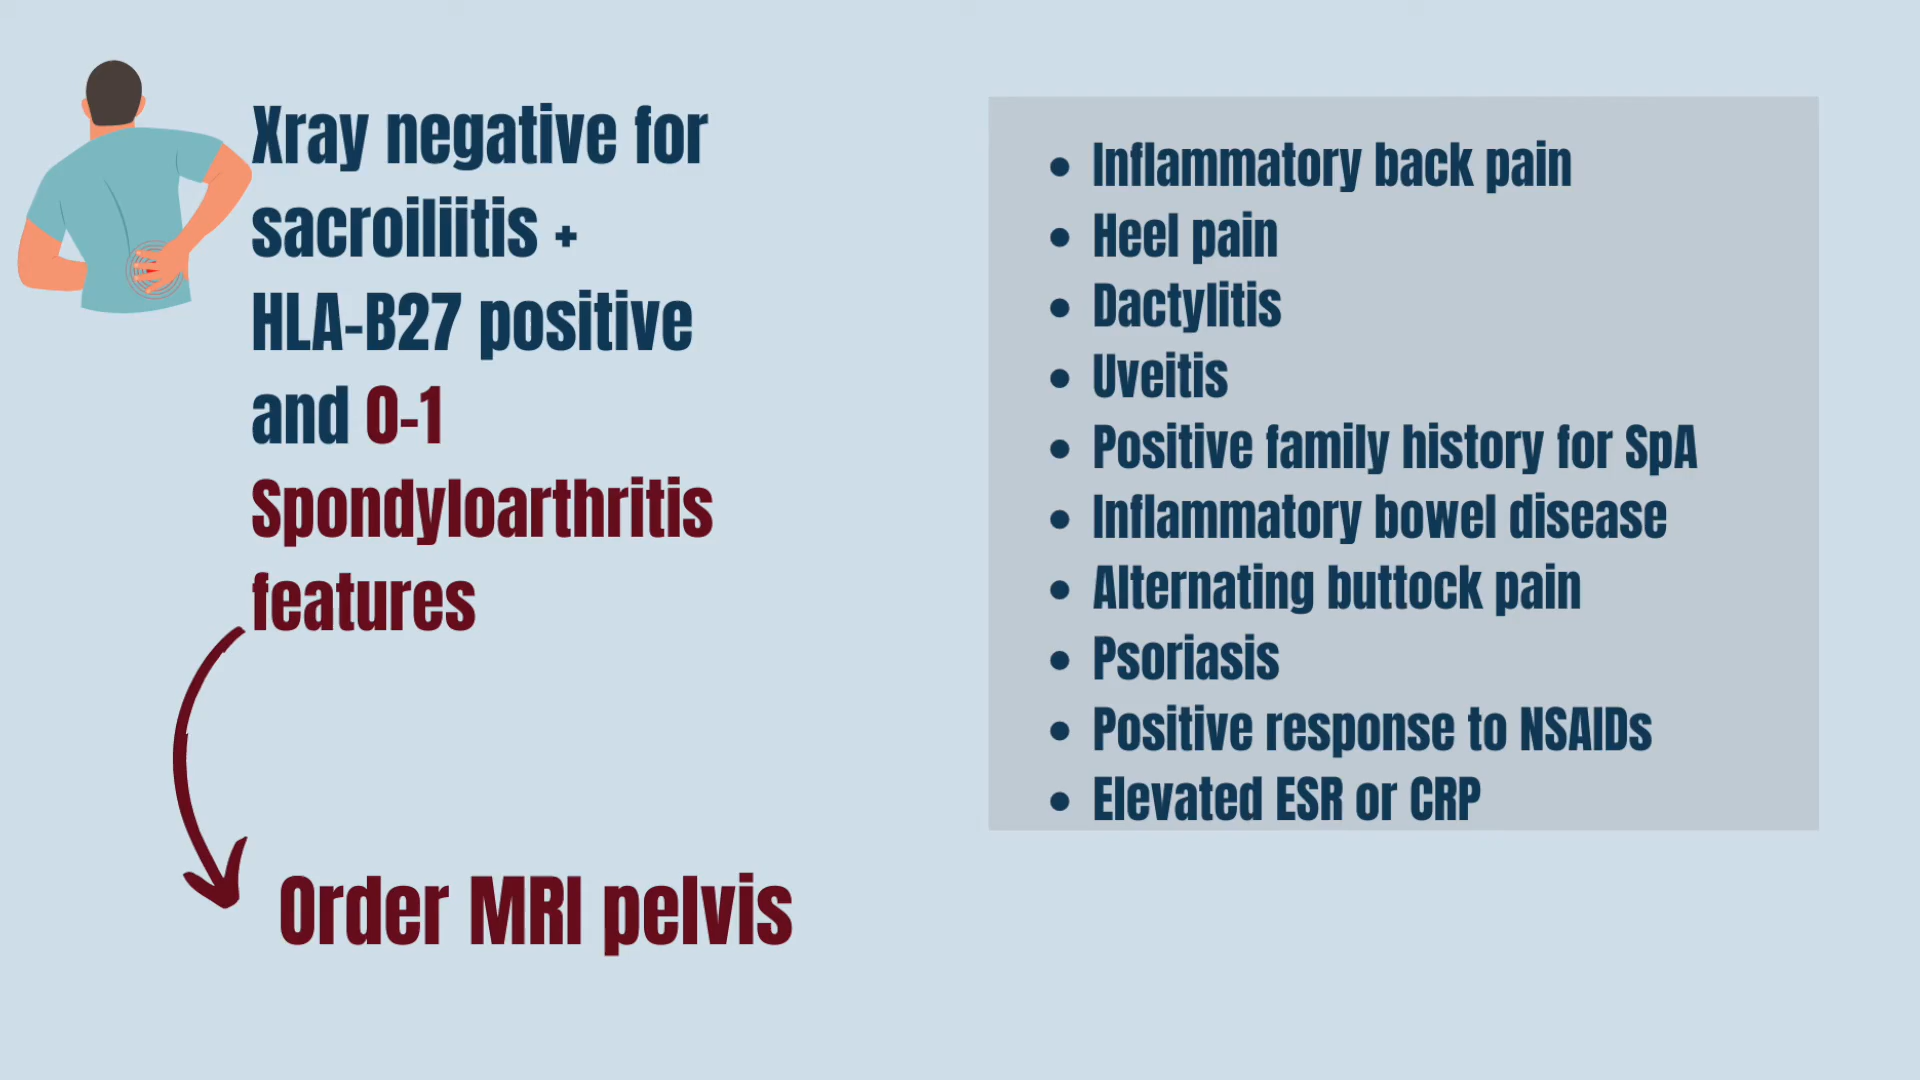 Xray negative for
sacroiliitis +
HLA-B27 positive
and 0-1
Spondyloarthritis
features
Order MRI pelvis
• Inflammatory back pain
• Heel pain
• Dactylitis
• Uveitis
• Positive family history for SpA
• Inflammatory bowel disease
• Alternating buttock pain
• Psoriasis
• Positive response to NSAIDs
• Elevated ESR or CRP